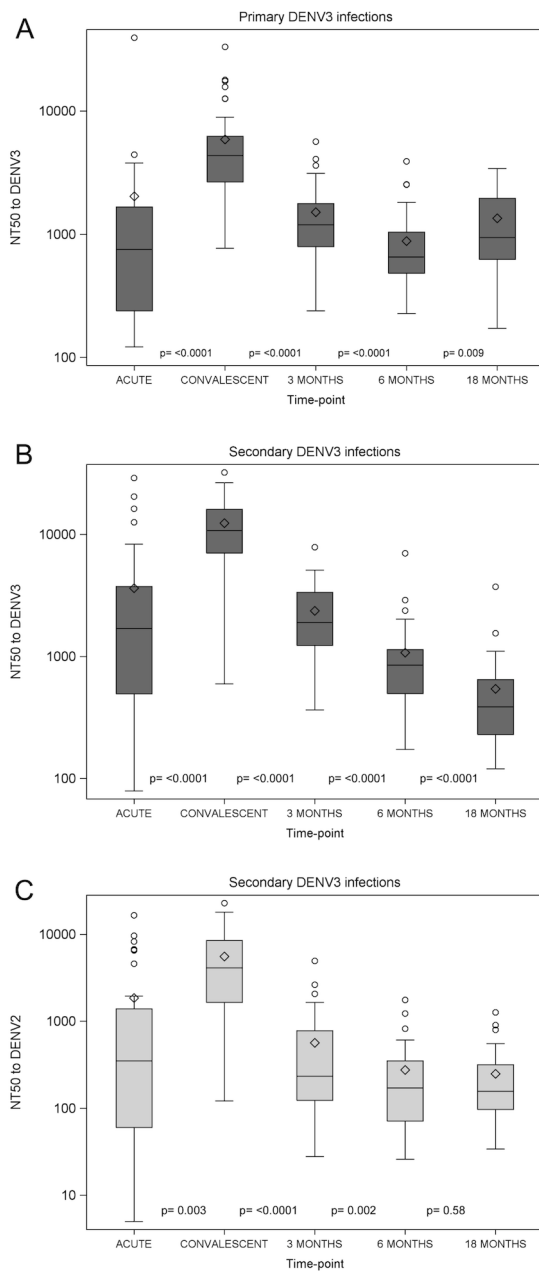 A
Primary DENV3 infections
NT50 to DENV3
10000
1000
100
p= <0.0001 p= <0.0001 p= <0.0001 p= 0.009
ACUTE CONVALESCENT 3 MONTHS 6 MONTHS 18 MONTHS
Time-point
B
Secondary DENV3 infections
NT50 to DENV3
10000
1000
100
p= <0.0001 p= <0.0001 p= <0.0001 p= <0.0001
ACUTE CONVALESCENT 3 MONTHS 6 MONTHS 18 MONTHS
Time-point
C
Secondary DENV3 infections
NT50 to DENV2
10000
1000
100
10
p= 0.003 p= <0.0001 p= 0.002 p= 0.58
ACUTE CONVALESCENT 3 MONTHS 6 MONTHS 18 MONTHS
Time-point